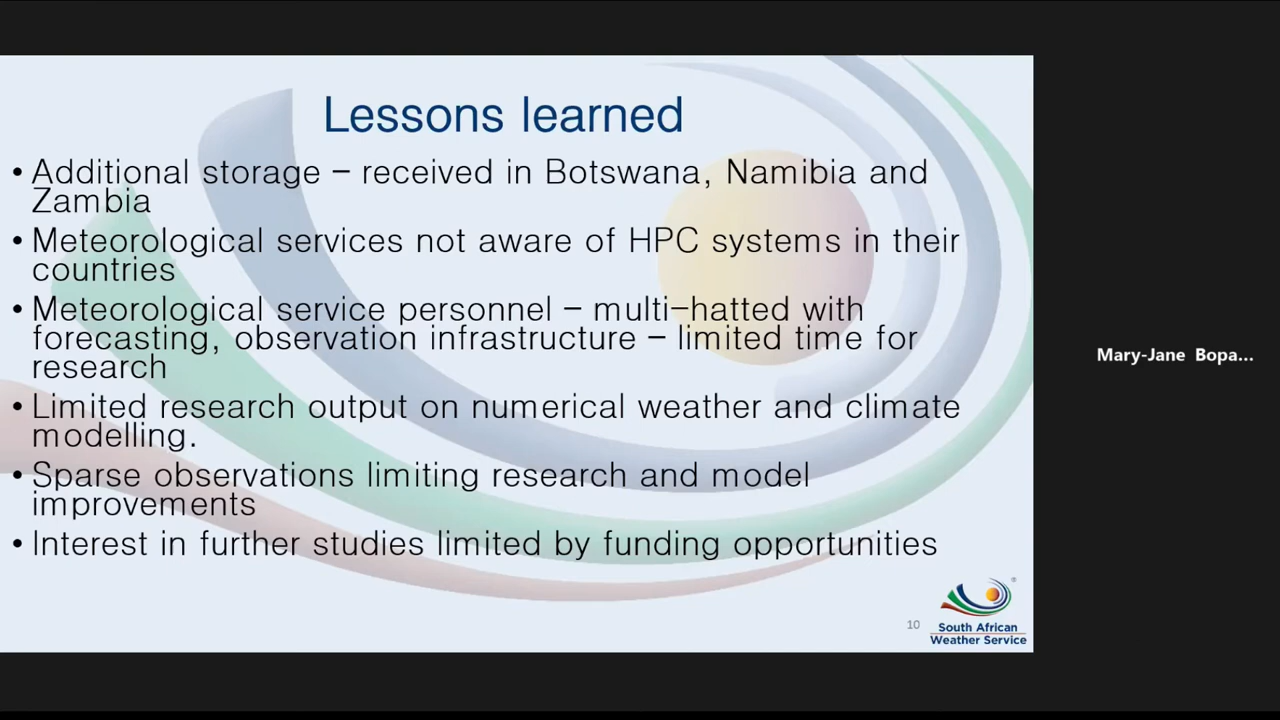 Lessons learned
• Additional storage – received in Botswana, Namibia and
Zambia
• Meteorological services not aware of HPC systems in their
countries
• Meteorological service personnel – multi-hatted with
forecasting, observation infrastructure – limited time for
research
• Limited research output on numerical weather and climate
modelling.
• Sparse observations limiting research and model
improvements
• Interest in further studies limited by funding opportunities
10
South African
Weather Service
®
Mary-Jane Bopa...